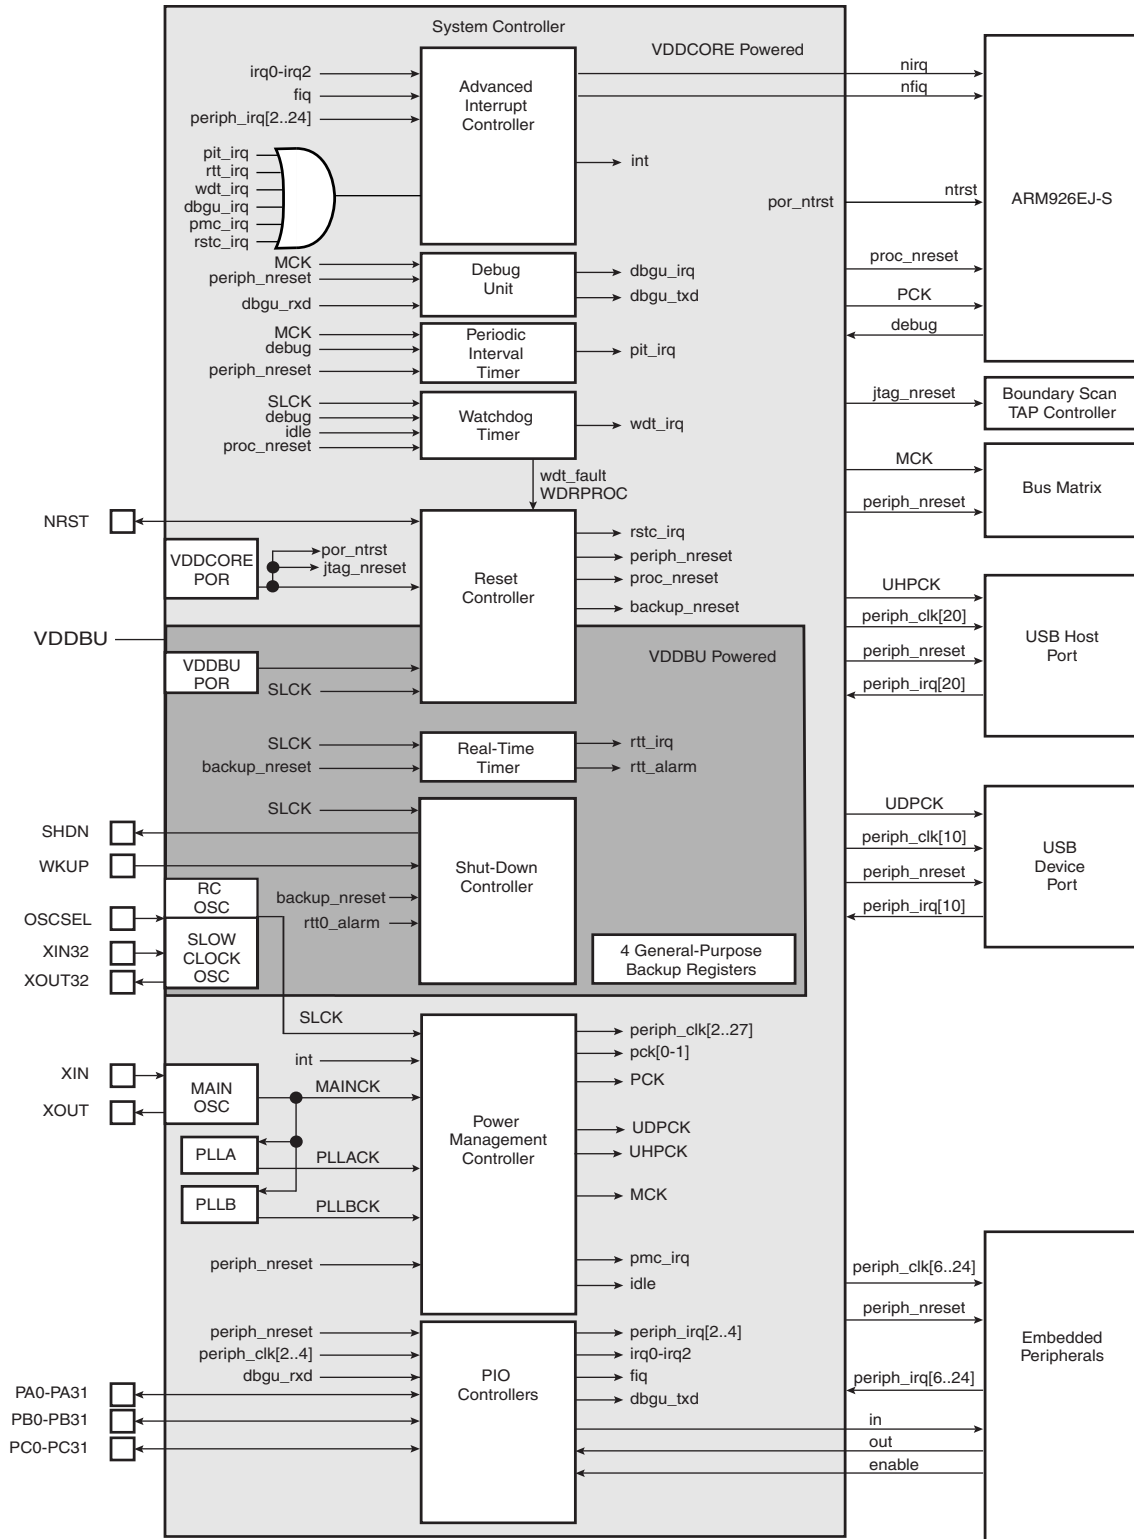 System Controller
VDDCORE Powered
irq0-irq2
fiq
periph_irq[2..24]
Advanced
Interrupt
Controller
int
nirq
nfiq
pit_irq
rtt_irq
wdt_irq
dbgu_irq
pmc_irq
rstc_irq
por_ntrst
ntrst
ARM926EJ-S
proc_nreset
PCK
debug
MCK
periph_nreset
dbgu_rxd
Debug
Unit
dbgu_irq
dbgu_txd
MCK
debug
periph_nreset
Periodic
Interval
Timer
pit_irq
SLCK
debug
idle
proc_nreset
Watchdog
Timer
wdt_irq
jtag_nreset
Boundary Scan
TAP Controller
wdt_fault
WDRPROC
MCK
periph_nreset
Bus Matrix
NRST
VDDCORE
POR
por_ntrst
jtag_nreset
Reset
Controller
rstc_irq
periph_nreset
proc_nreset
backup_nreset
UHPCK
periph_clk[20]
periph_nreset
periph_irq[20]
USB Host
Port
VDDBU
VDDBU Powered
VDDBU
POR
SLCK
SLCK
backup_nreset
Real-Time
Timer
rtt_irq
rtt_alarm
SLCK
SHDN
WKUP
backup_nreset
rtt0_alarm
Shut-Down
Controller
UDPCK
periph_clk[10]
periph_nreset
periph_irq[10]
USB
Device
Port
RC
OSC
OSCSEL
XIN32
XOUT32
SLOW
CLOCK
OSC
4 General-Purpose
Backup Registers
SLCK
int
XIN
XOUT
MAIN
OSC
MAINCK
PLLA
PLLACK
PLLB
PLLBCK
periph_nreset
Power
Management
Controller
periph_clk[2..27]
pck[0-1]
PCK
UDPCK
UHPCK
MCK
pmc_irq
idle
periph_nreset
periph_clk[2..4]
dbgu_rxd
PA0-PA31
PB0-PB31
PC0-PC31
PIO
Controllers
periph_irq[2..4]
irq0-irq2
fiq
dbgu_txd
periph_clk[6..24]
periph_nreset
periph_irq[6..24]
in
out
enable
Embedded
Peripherals